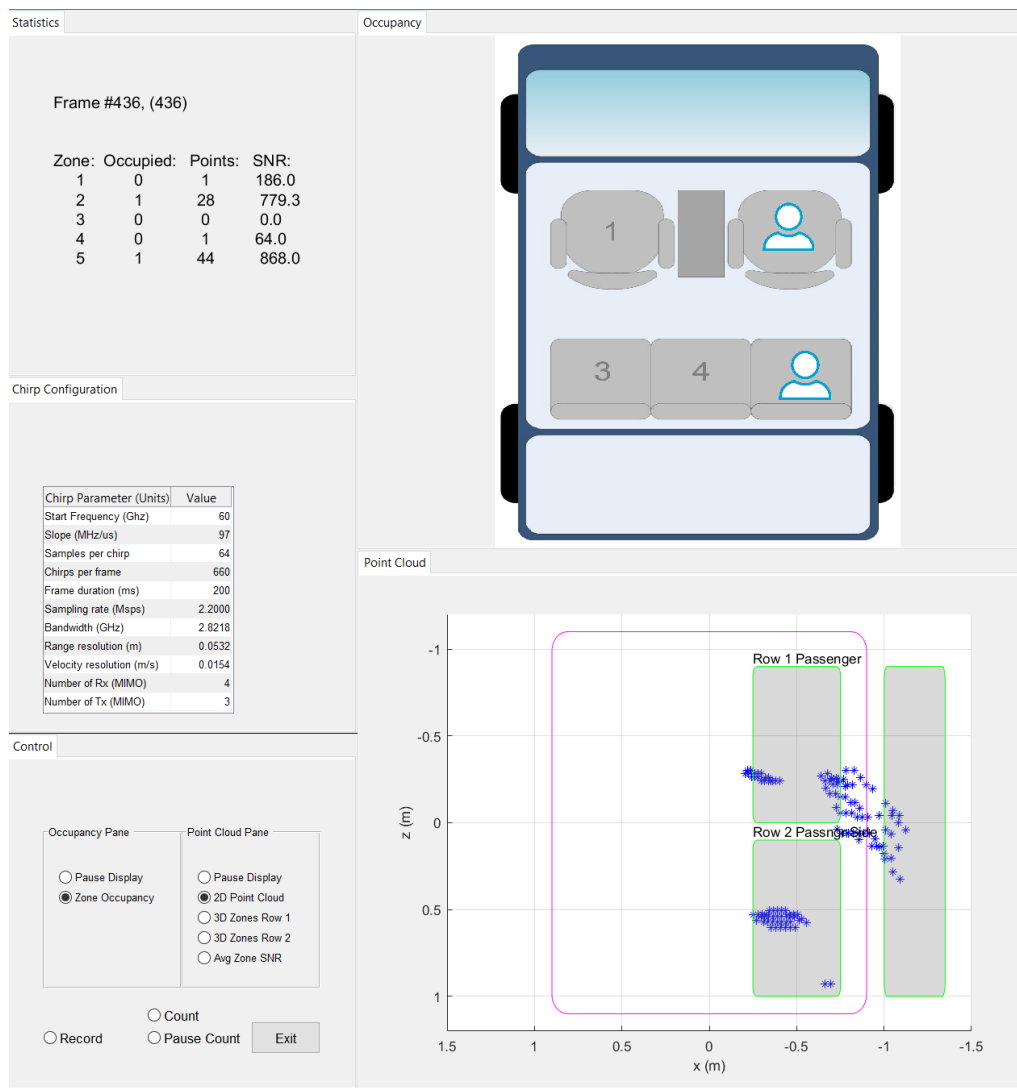 Statistics
Frame #436, (436)
Zone: Occupied: Points: SNR:
1 0 1 186.0
2 1 28 779.3
3 0 0 0.0
4 0 1 64.0
5 1 44 868.0
Occupancy
1
3 4
Chirp Configuration
Chirp Parameter (Units) Value
Start Frequency (Ghz) 60
Slope (MHz/us) 97
Samples per chirp 64
Chirps per frame 660
Frame duration (ms) 200
Sampling rate (Msps) 2.2000
Bandwidth (GHz) 2.8218
Range resolution (m) 0.0532
Velocity resolution (m/s) 0.0154
Number of Rx (MIMO) 4
Number of Tx (MIMO) 3
Control
Occupancy Pane
Pause Display
Zone Occupancy
Point Cloud Pane
Pause Display
2D Point Cloud
3D Zones Row 1
3D Zones Row 2
Avg Zone SNR
Count
Record
Pause Count
Exit
Point Cloud
Row 1 Passenger
Row 2 Passngr Side
-1
-0.5
0
0.5
1
z (m)
1.5 1 0.5 0 -0.5 -1 -1.5
x (m)